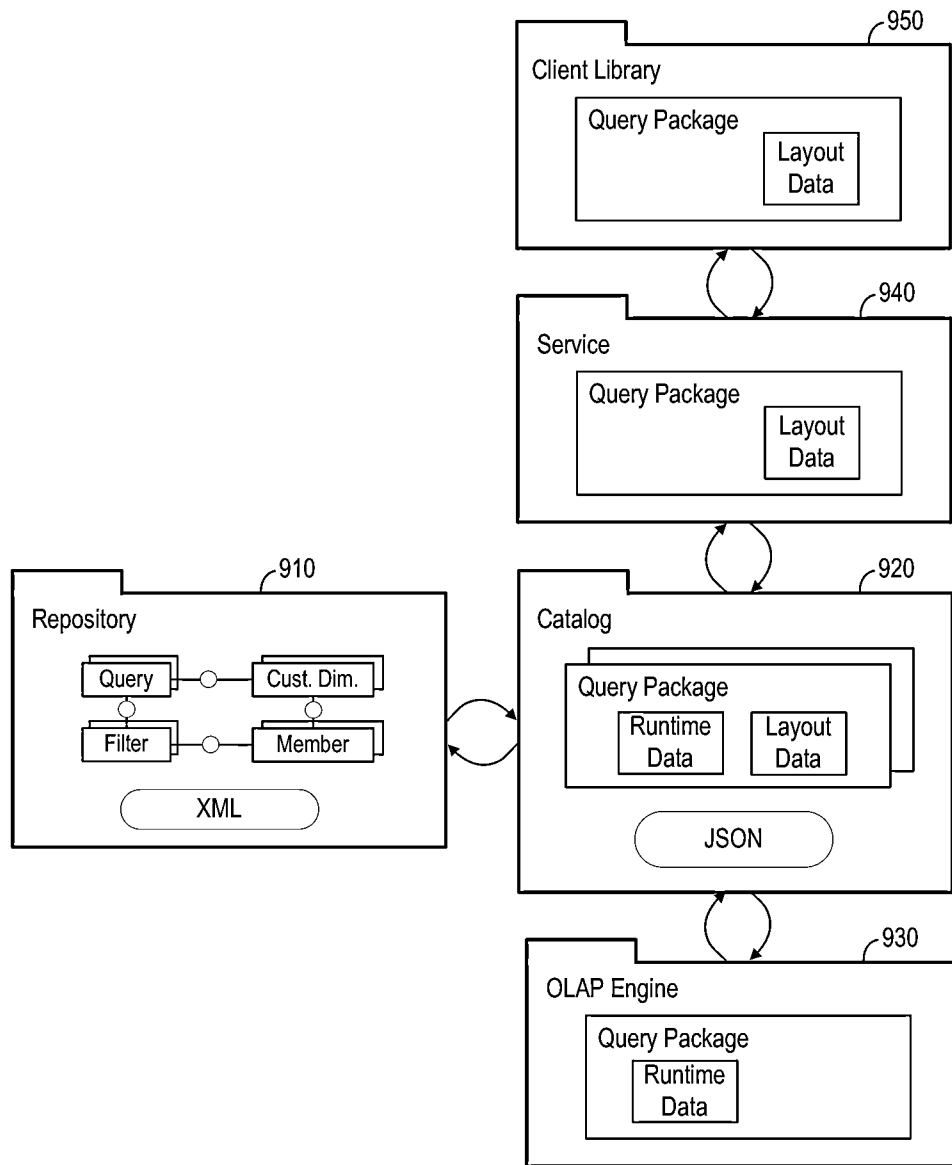 950
Client Library
Query Package
Layout
Data
940
Service
Query Package
Layout
Data
910
Repository
Query
Cust. Dim.
Filter
Member
XML
920
Catalog
Query Package
Runtime
Data
Layout
Data
JSON
930
OLAP Engine
Query Package
Runtime
Data